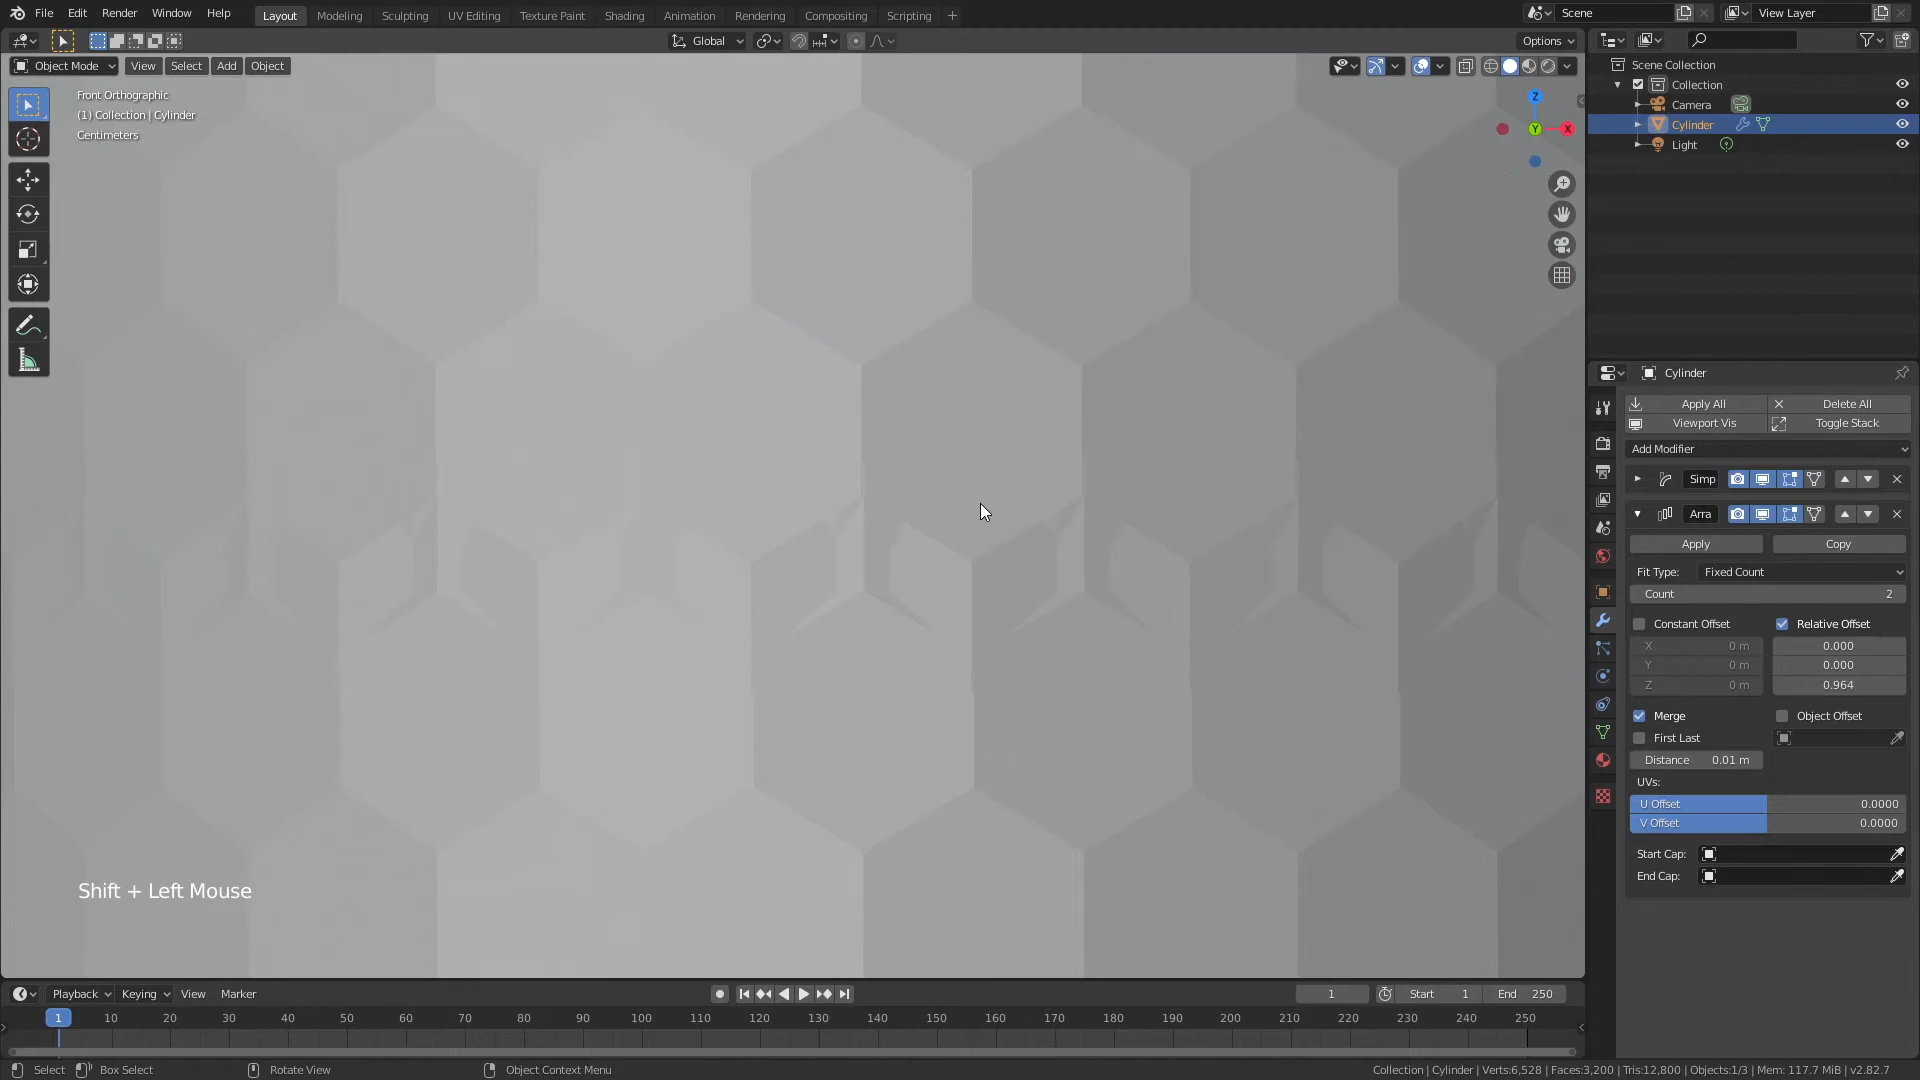 File Edit Render Window Help
Layout Modeling Sculpting UV Editing Texture Paint Shading Animation Rendering Compositing Scripting +
Scene
View Layer
Global
Options
Object Mode View Select Add Object
Front Orthographic
(1) Collection | Cylinder
Centimeters
Z
Y
X
Scene Collection
Collection
Camera
Cylinder
Light
Cylinder
Apply All
Delete All
Viewport Vis
Toggle Stack
Add Modifier
Simp
Arra
Apply
Copy
Fit Type: Fixed Count
Count 2
Constant Offset
Relative Offset
X 0 m 0.000
Y 0 m 0.000
Z 0 m 0.964
Merge
Object Offset
First Last
Distance 0.01 m
UVs:
U Offset 0.0000
V Offset 0.0000
Start Cap:
End Cap:
Shift + Left Mouse
Playback Keying View Marker
1
Start 1
End 250
1 10 20 30 40 50 60 70 80 90 100 110 120 130 140 150 160 170 180 190 200 210 220 230 240 250
Select
Box Select
Rotate View
Object Context Menu
Collection | Cylinder | Verts:6,528 | Faces:3,200 | Tris:12,800 | Objects:1/3 | Mem: 117.7 MiB | v2.82.7